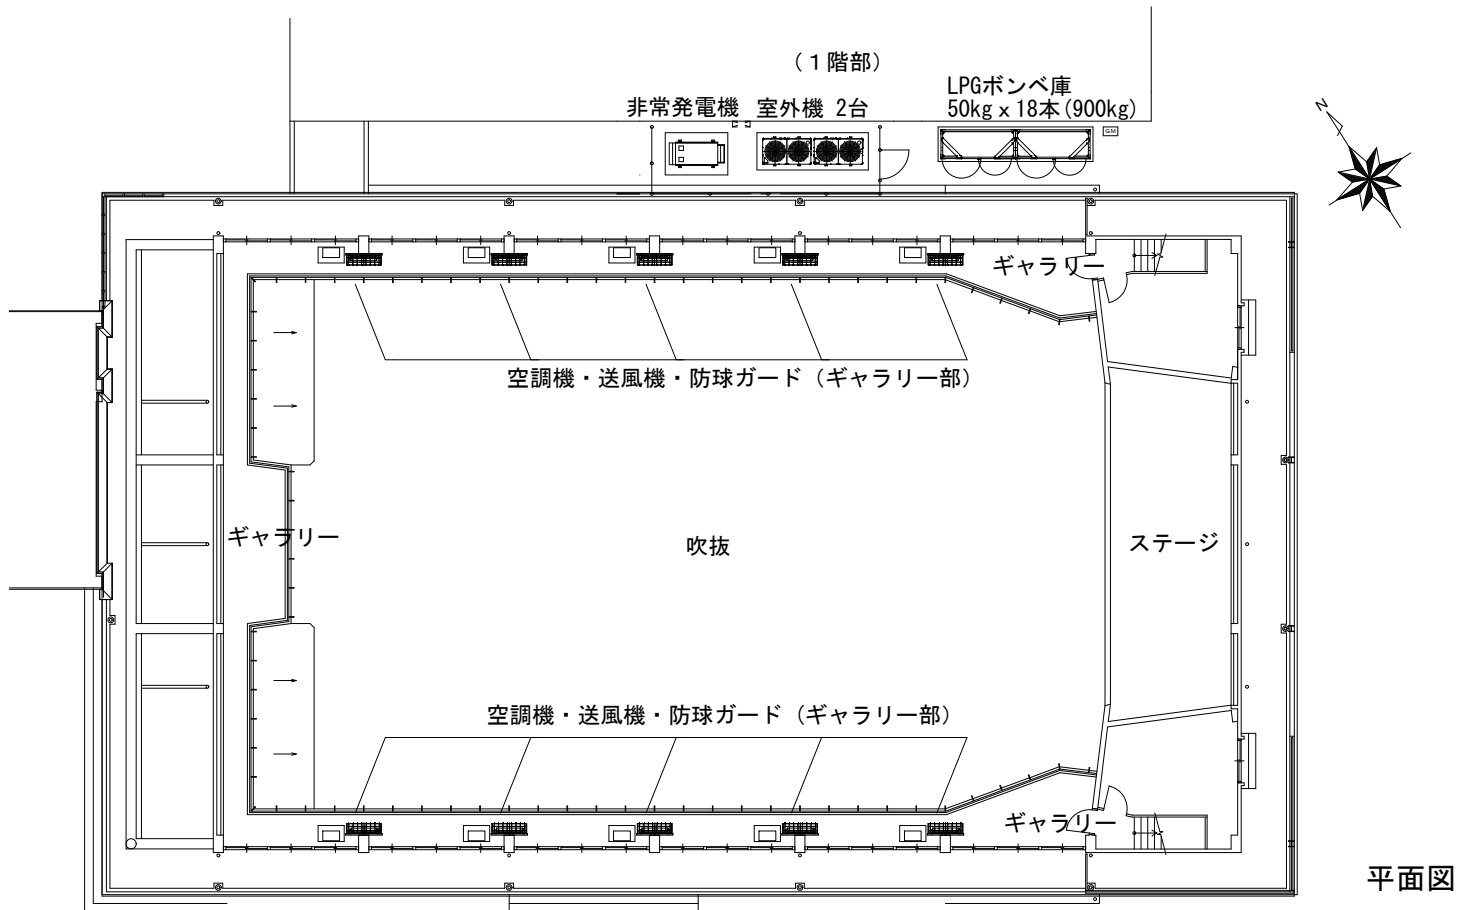 （１階部）
LPGボンベ庫
50kg x 18本(900kg)
非常発電機
室外機 2台
GM
N
ギャラリー
空調機・送風機・防球ガード（ギャラリー部）
ギャラリー
吹抜
ステージ
空調機・送風機・防球ガード（ギャラリー部）
ギャラリー
平面図